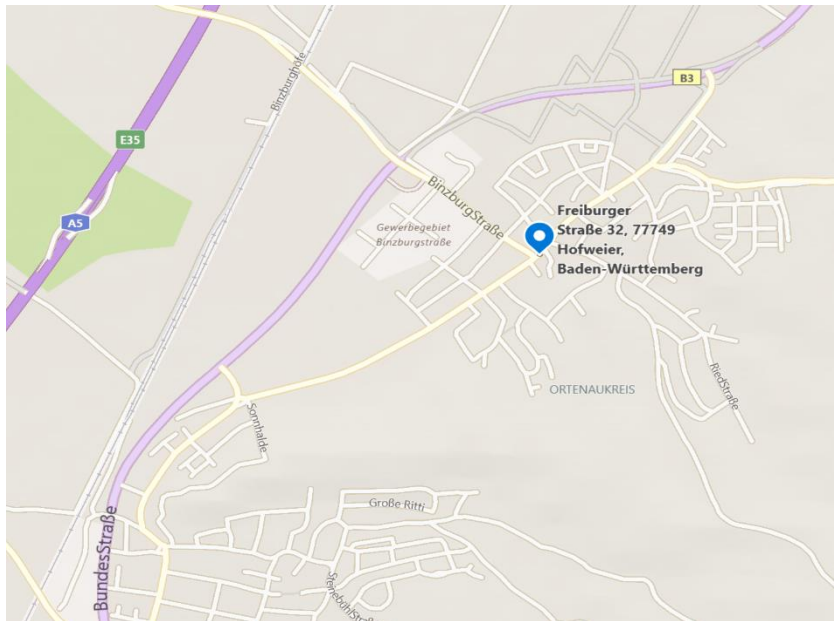 B3
Binzburghöfe
E35
BinzburgStraße
A5
Gewerbegebiet
Binzburgstraße
Freiburger
Straße 32, 77749
Hofweier,
Baden-Württemberg
ORTENAUKREIS
RiedStraße
Sonnhalde
Große Ritti
BundesStraße
SteinebühlStraße